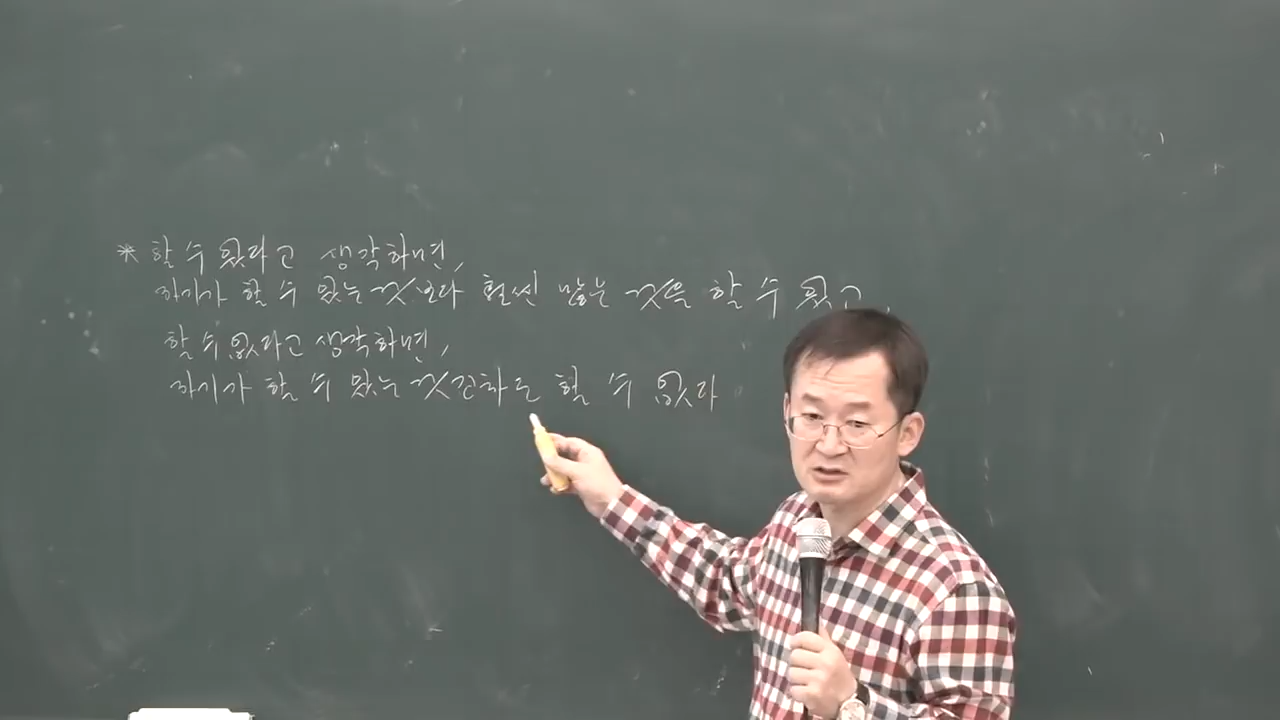 * 할 수 있다고 생각하면,
자기가 할 수 있는 것보다 훨씬 많은 것을 할 수 있고,
할 수 없다고 생각하면,
자기가 할 수 있는 것조차도 할 수 없다